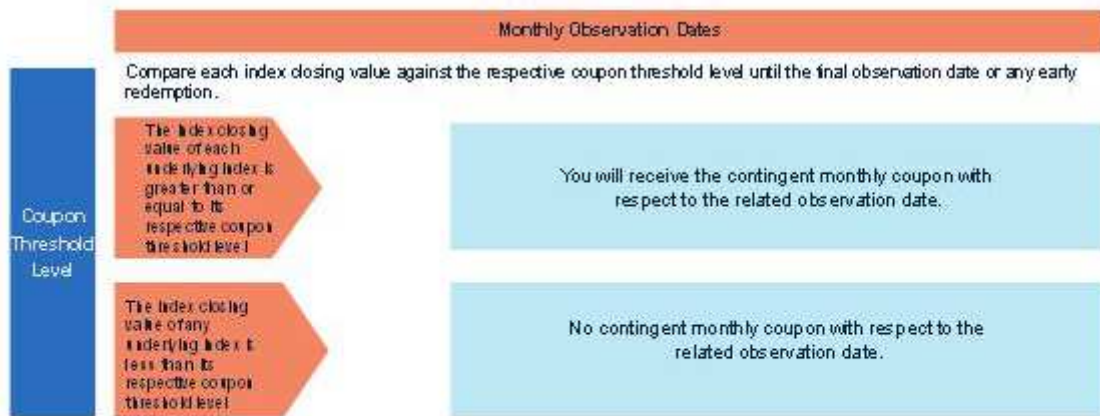 Monthly Observation Dates
Compare each index closing value against the respective coupon threshold level until the final observation date or any early
redemption.
Coupon
Threshold
Level
The index closing
value of each
underlying index is
greater than or
equal to its
respective coupon
threshold level
You will receive the contingent monthly coupon with
respect to the related observation date.
The index closing
value of any
underlying index is
less than its
respective coupon
threshold level
No contingent monthly coupon with respect to the
related observation date.